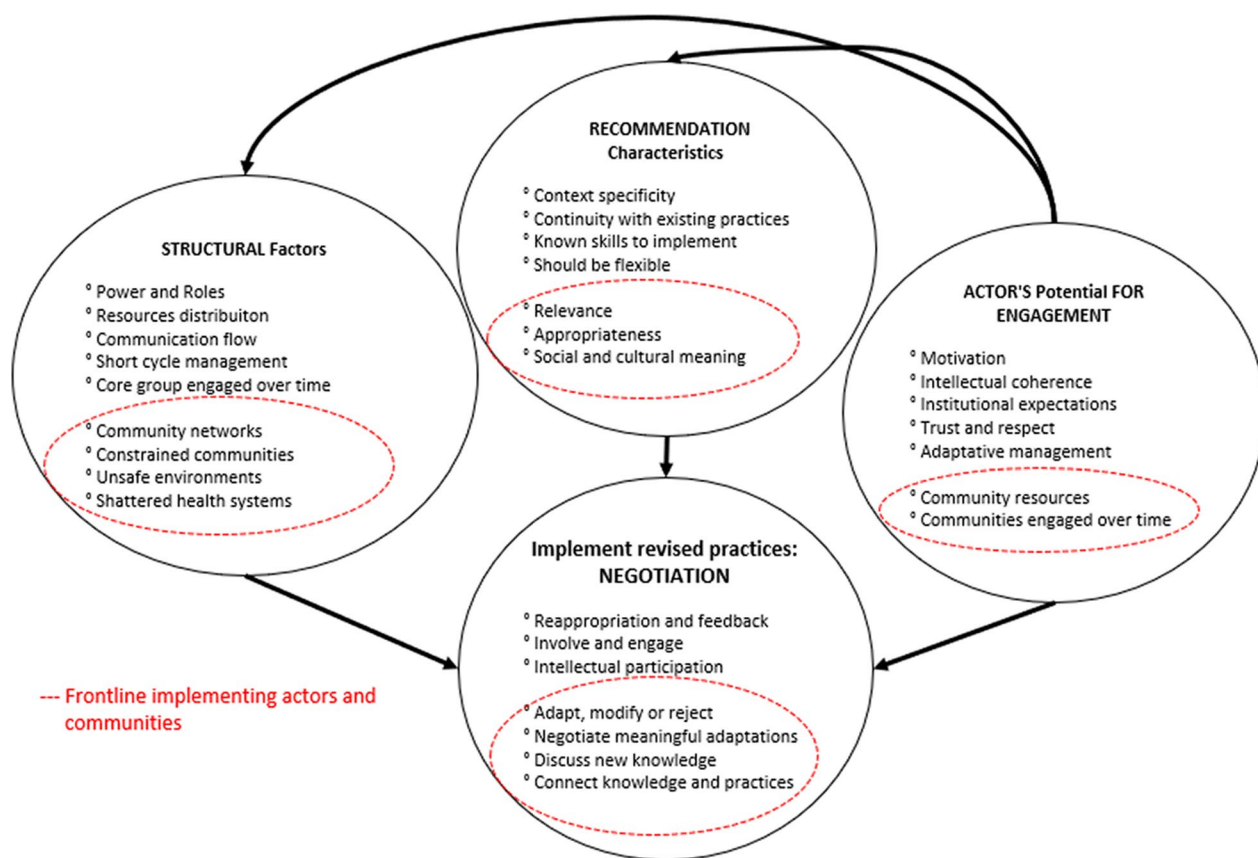 RECOMMENDATION
Characteristics
° Context specificity
° Continuity with existing practices
° Known skills to implement
° Should be flexible
° Relevance
° Appropriateness
° Social and cultural meaning
STRUCTURAL Factors
° Power and Roles
° Resources distribuiton
° Communication flow
° Short cycle management
° Core group engaged over time
° Community networks
° Constrained communities
° Unsafe environments
° Shattered health systems
ACTOR'S Potential FOR
ENGAGEMENT
° Motivation
° Intellectual coherence
° Institutional expectations
° Trust and respect
° Adaptative management
° Community resources
° Communities engaged over time
Implement revised practices:
NEGOTIATION
° Reappropriation and feedback
° Involve and engage
° Intellectual participation
° Adapt, modify or reject
° Negotiate meaningful adaptations
° Discuss new knowledge
° Connect knowledge and practices
--- Frontline implementing actors and
communities